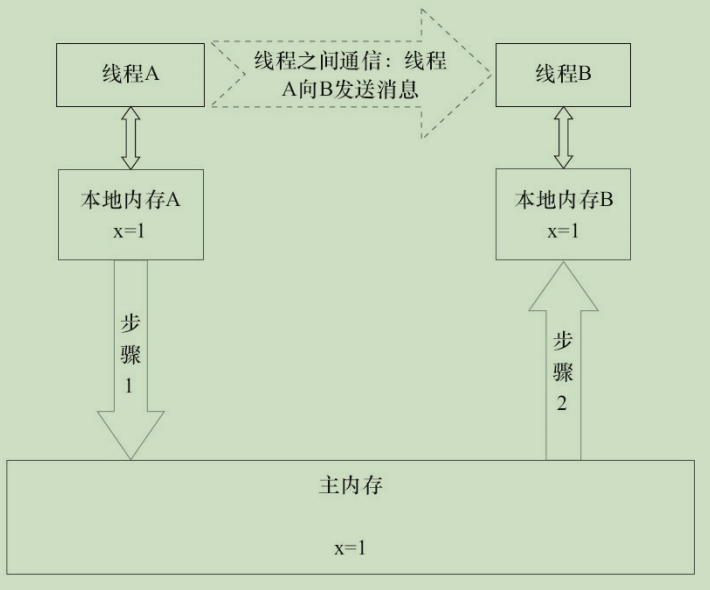 线程A
线程之间通信：线程
A向B发送消息
线程B
本地内存A
x=1
本地内存B
x=1
步
骤
1
步
骤
2
主内存
x=1